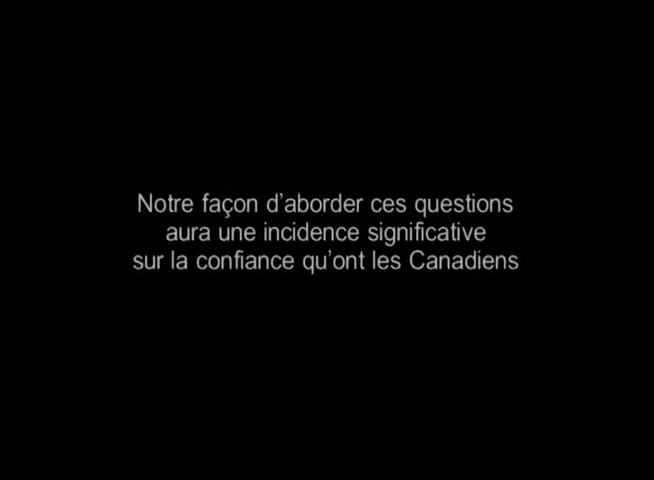 Notre façon d'aborder ces questions
aura une incidence significative
sur la confiance qu'ont les Canadiens